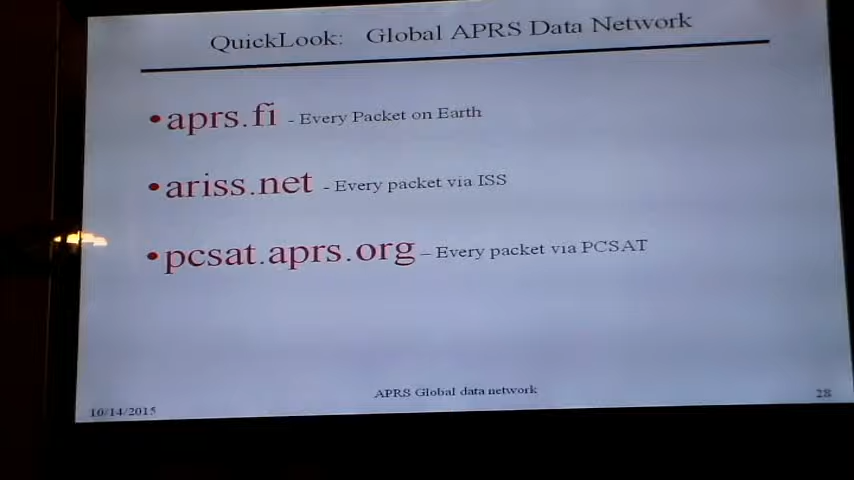 QuickLook: Global APRS Data Network
•aprs.fi - Every Packet on Earth
•ariss.net - Every packet via ISS
•pcsat.aprs.org – Every packet via PCSAT
APRS Global data network
10/14/2015
28